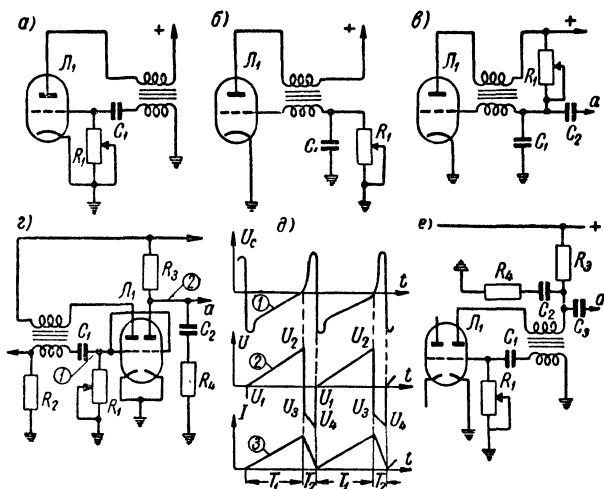 а)
+
Л₁
C₁
R₁
б)
+
Л₁
C₁
R₁
в)
+
Л₁
R₁
а
C₁
C₂
г)
R₃
②
Л₁
а
C₁
①
R₂
R₁
C₂
R₄
д)
Uc
t
①
U
U₂
U₂
②
t
U₁
U₁
U₃
U₄
U₃
U₄
I
③
t
T₁
T₂
T₁
T₂
е)
+
R₃
R₄
C₂
а
C₃
Л₁
C₁
R₁